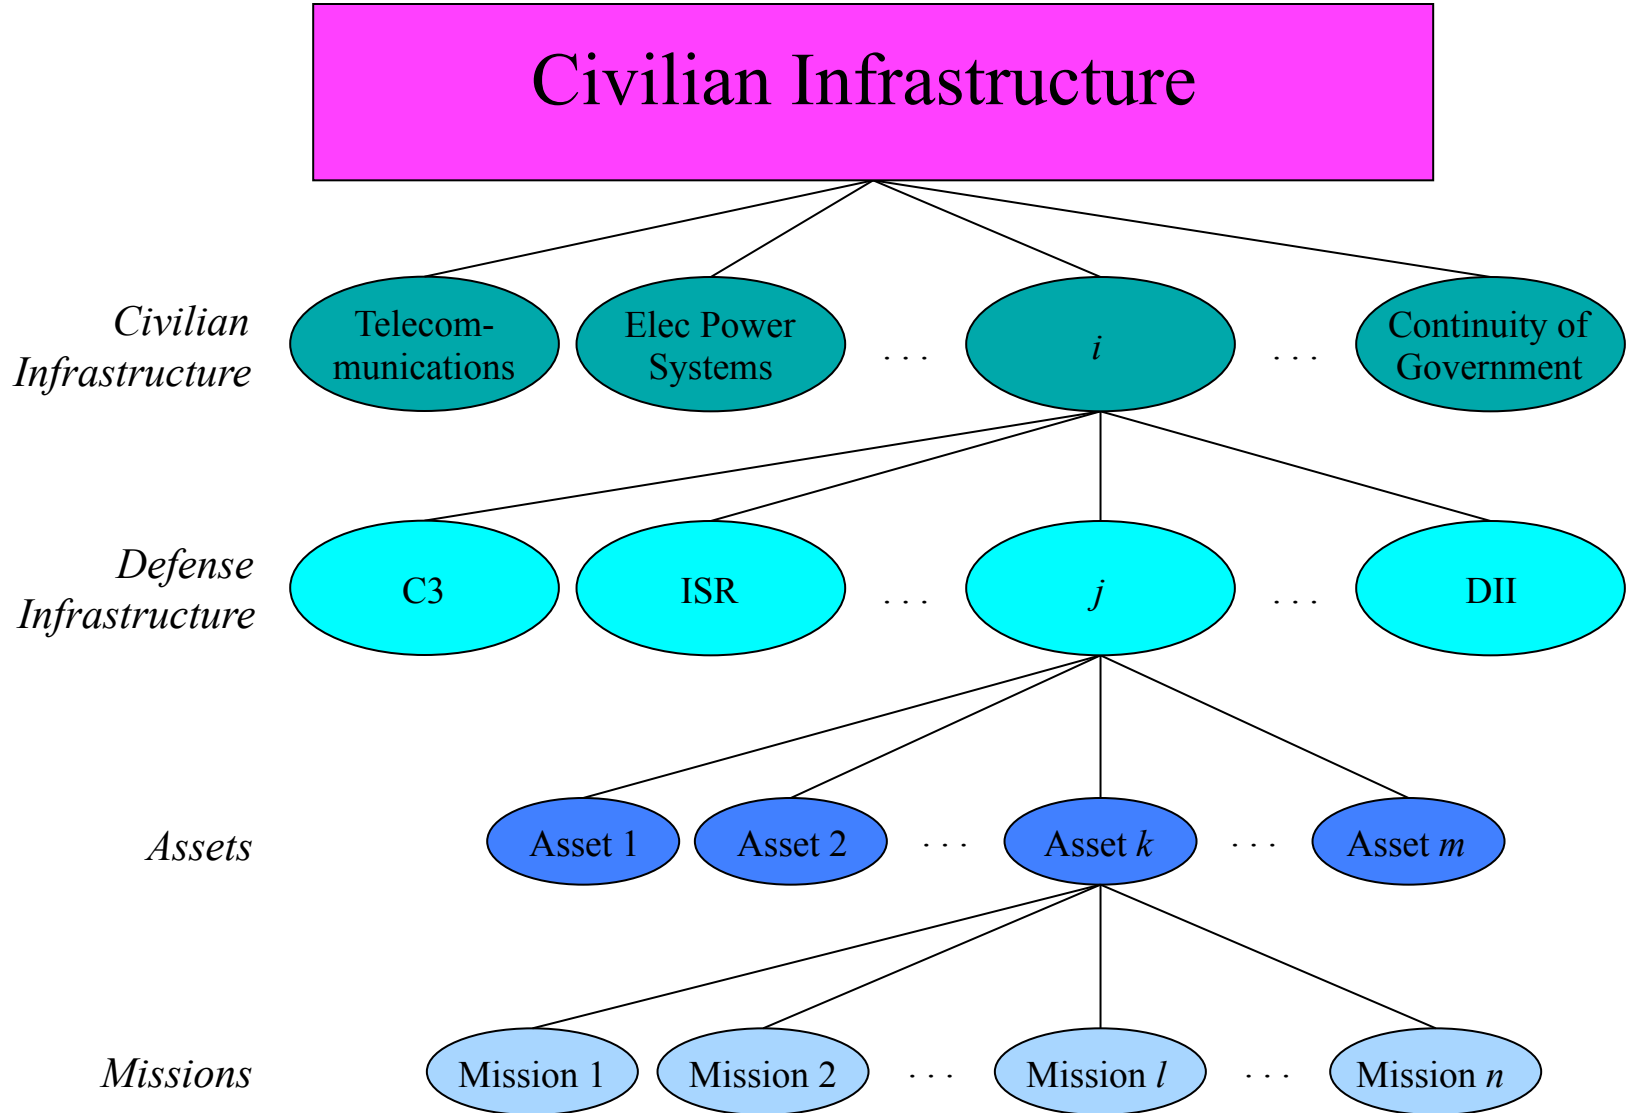 Civilian Infrastructure
Civilian
Infrastructure
Telecom-
munications
Elec Power
Systems
. . .
i
. . .
Continuity of
Government
Defense
Infrastructure
C3
ISR
. . .
j
. . .
DII
Assets
Asset 1
Asset 2
. . .
Asset k
. . .
Asset m
Missions
Mission 1
Mission 2
. . .
Mission l
. . .
Mission n